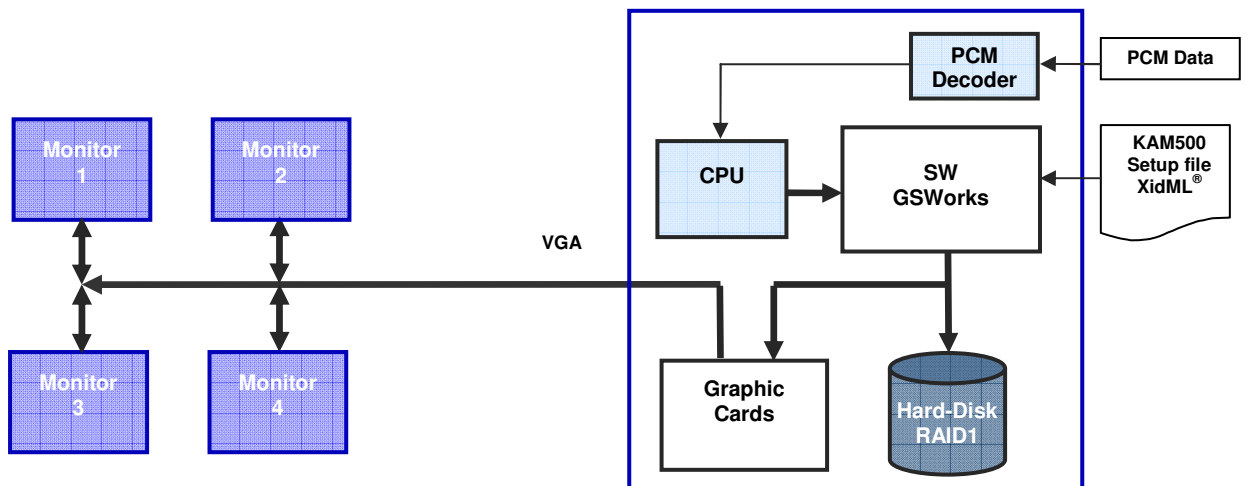 PCM
Decoder
PCM Data
Monitor
1
Monitor
2
CPU
SW
GSWorks
KAM500
Setup file
XidML®
VGA
Monitor
3
Monitor
4
Graphic
Cards
Hard-Disk
RAID1